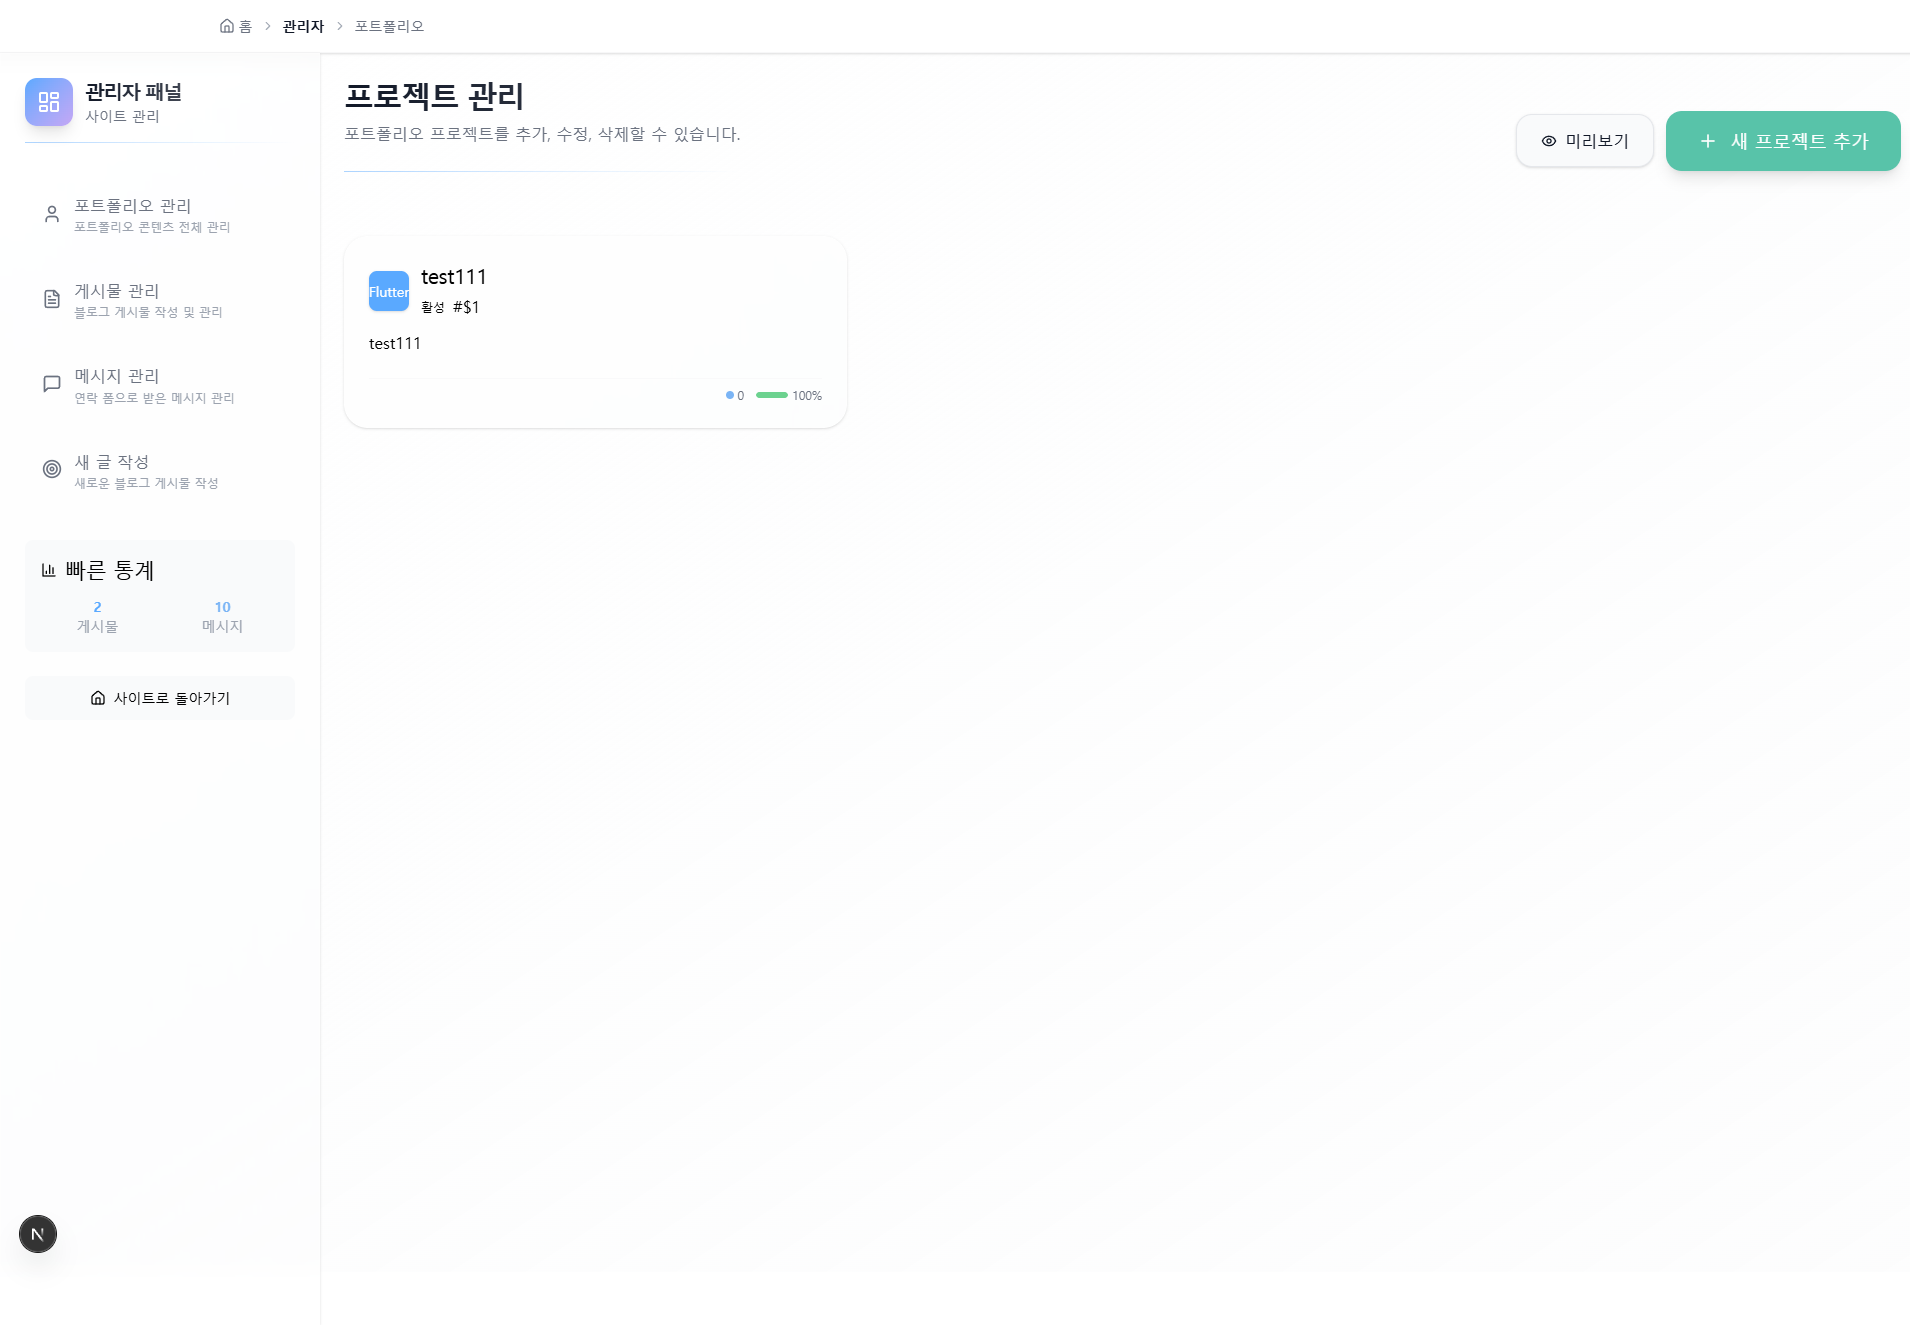 홈 > 관리자 > 포트폴리오
관리자 패널
사이트 관리
포트폴리오 관리
포트폴리오 콘텐츠 전체 관리
게시물 관리
블로그 게시물 작성 및 관리
메시지 관리
연락 폼으로 받은 메시지 관리
새 글 작성
새로운 블로그 게시물 작성
빠른 통계
2 10
게시물 메시지
사이트로 돌아가기
N
프로젝트 관리
포트폴리오 프로젝트를 추가, 수정, 삭제할 수 있습니다.
미리보기
+ 새 프로젝트 추가
Flutter
test111
활성 #$1
test111
0 100%